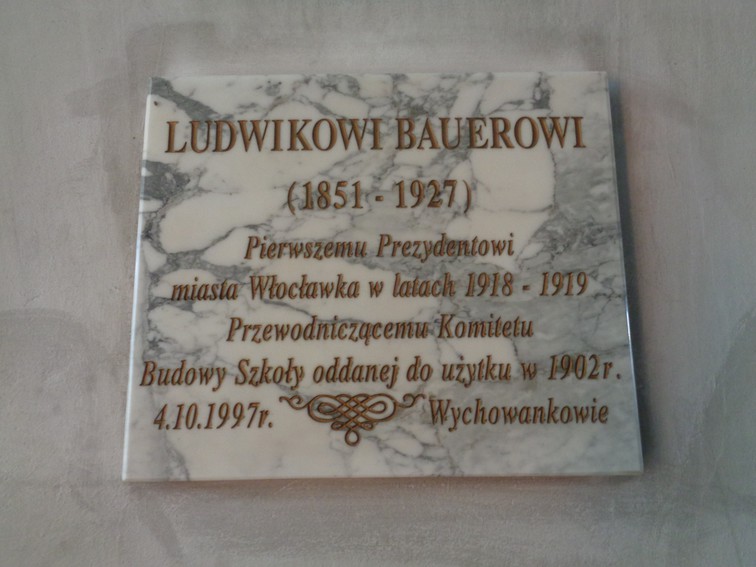 LUDWIKOWI BAUEROWI
(1851 - 1927)
Pierwszemu Prezydentowi
miasta Włocławka w latach 1918 - 1919
Przewodniczącemu Komitetu
Budowy Szkoły oddanej do użytku w 1902 r.
4.10.1997r. Wychowankowie